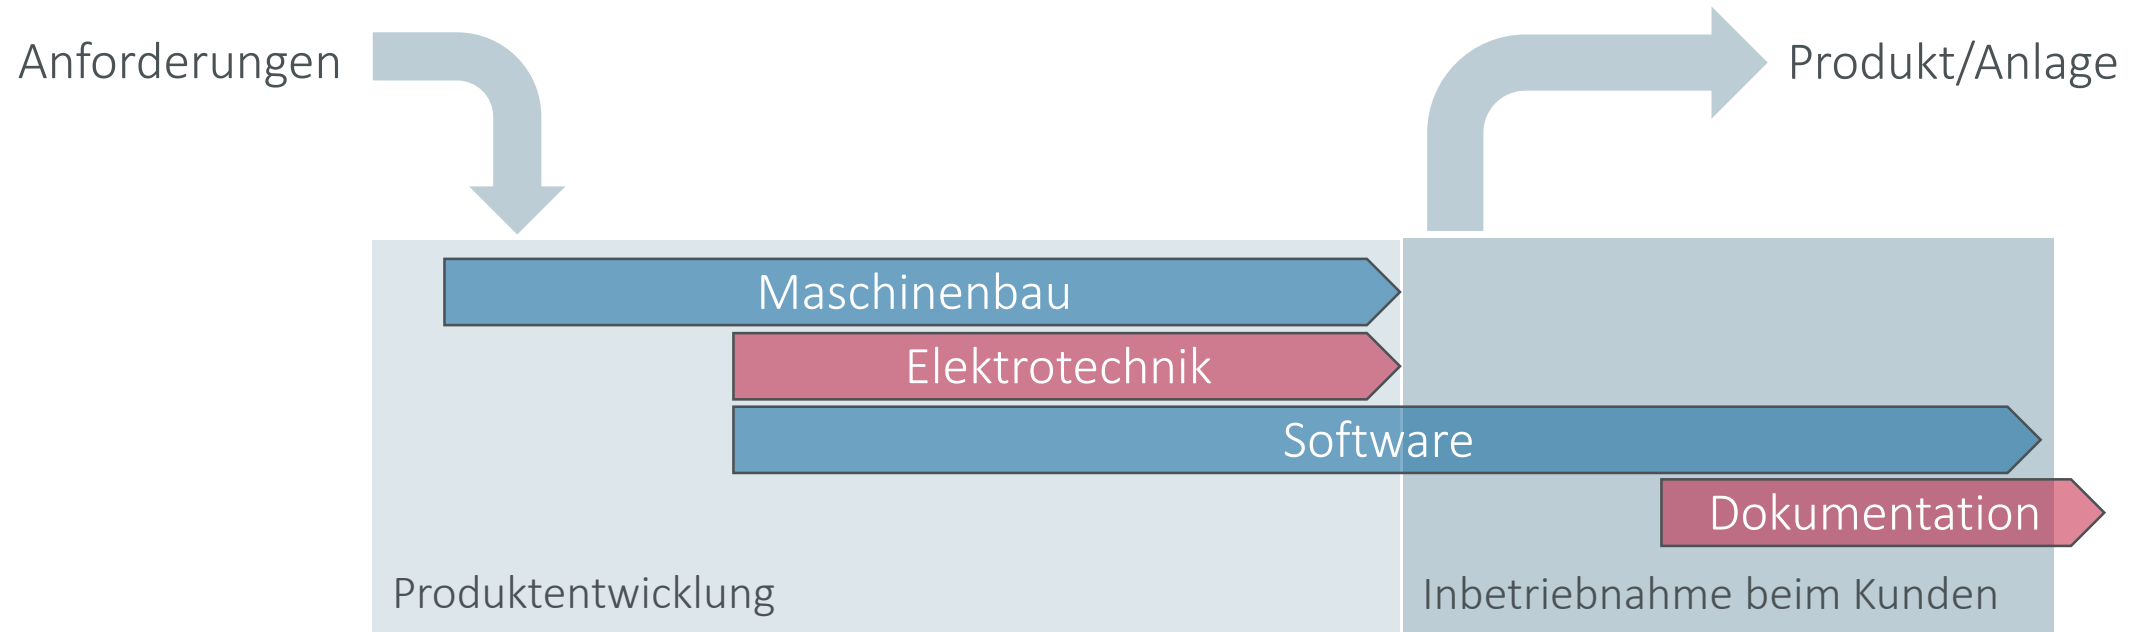 Anforderungen
Produkt/Anlage
Maschinenbau
Elektrotechnik
Software
Dokumentation
Produktentwicklung
Inbetriebnahme beim Kunden